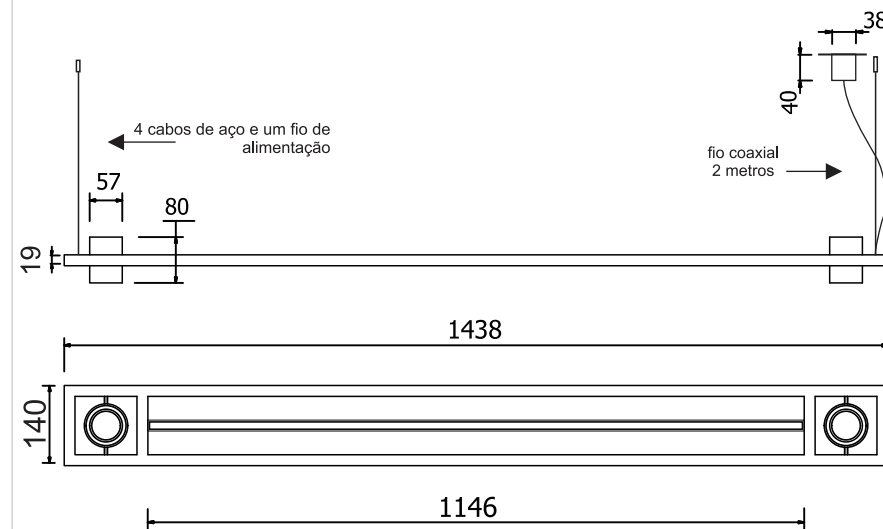 38
40
4 cabos de aço e um fio de
alimentação
fio coaxial
2 metros
57
80
19
1438
140
1146